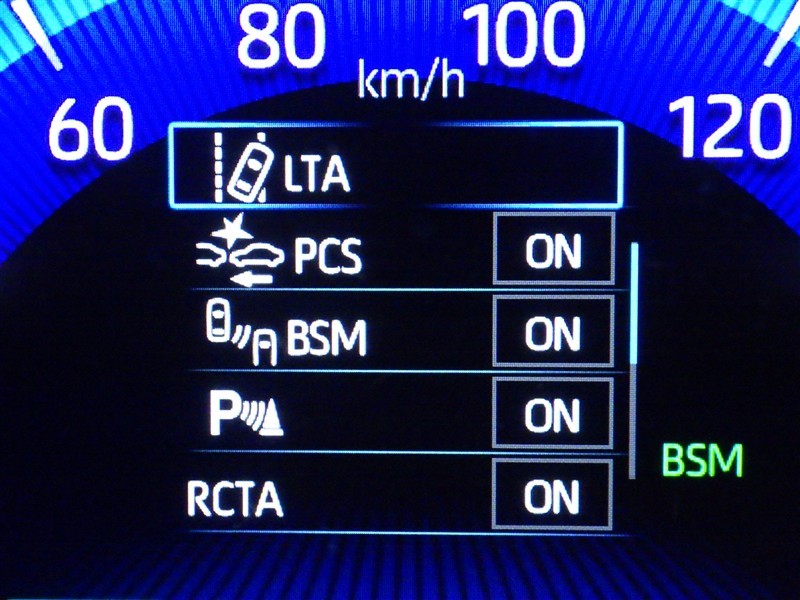 80 100
km/h
60 120
LTA
PCS ON
BSM ON
P ON
BSM
RCTA ON